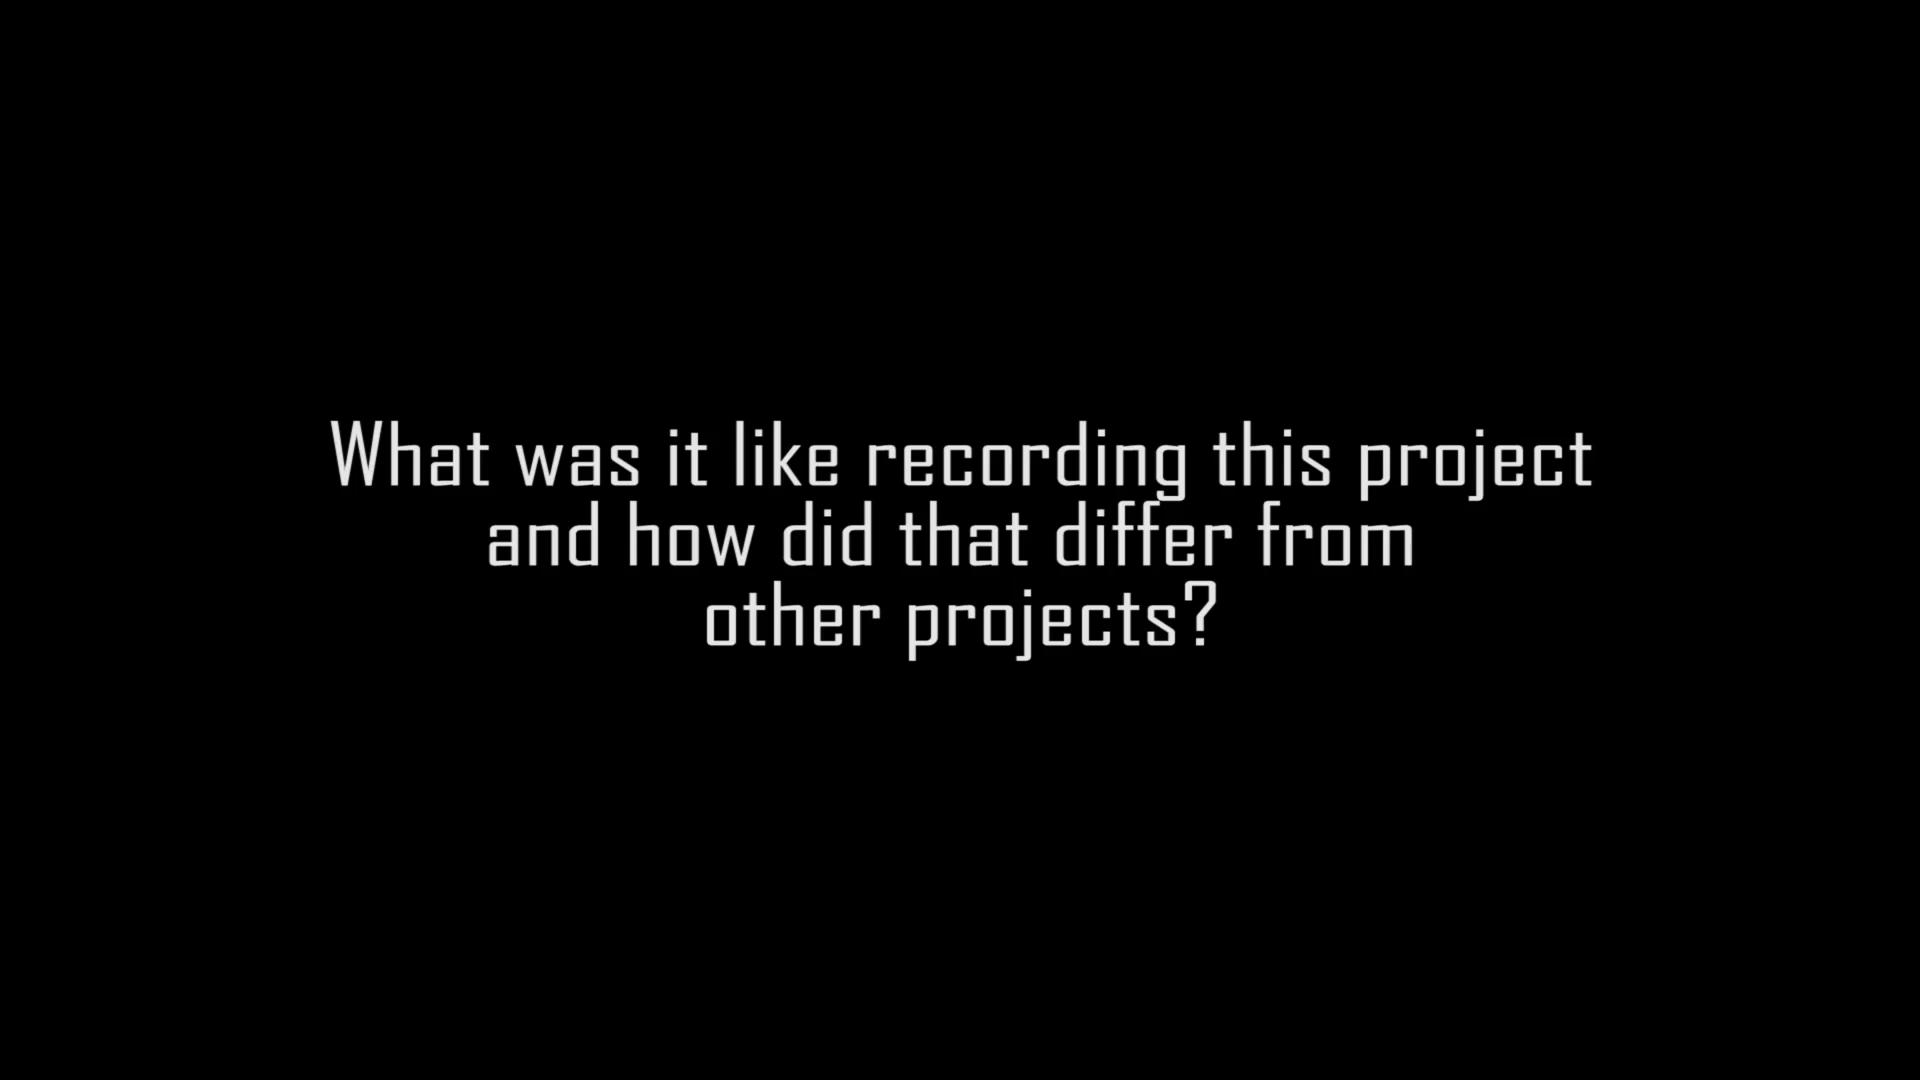 What was it like recording this project
and how did that differ from
other projects?